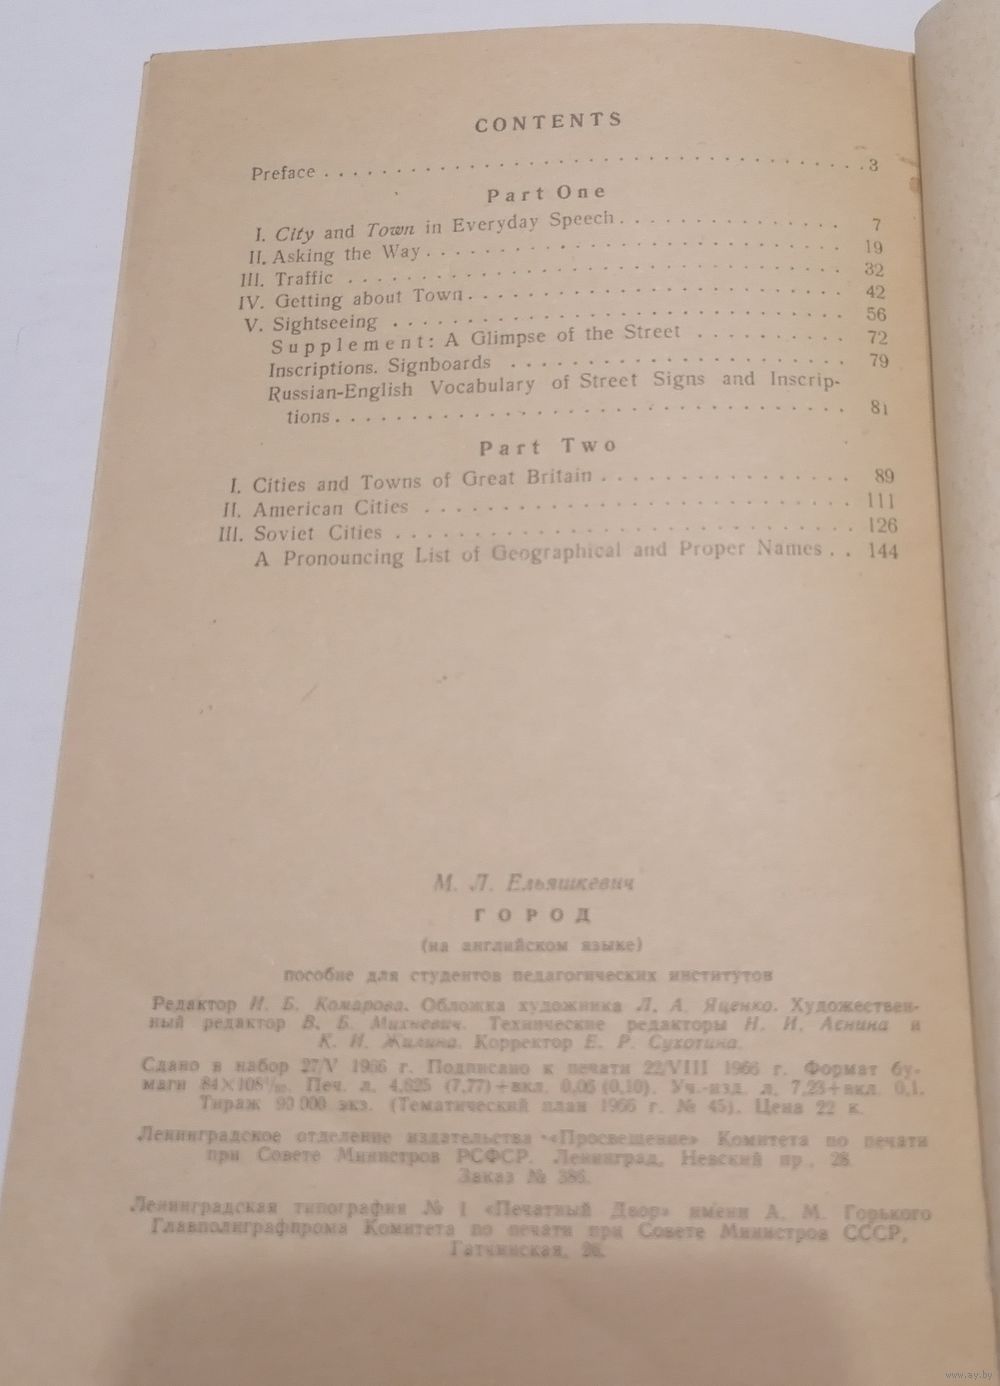 CONTENTS
Preface . . . . . . . . . . . . . . . . . . . . 3
Part One
I. City and Town in Everyday Speech . . . . . . . . . . 7
II. Asking the Way . . . . . . . . . . . . . . . . 19
III. Traffic . . . . . . . . . . . . . . . . 32
IV. Getting about Town . . . . . . . . . . . . . . . . 42
V. Sightseeing . . . . . . . . . . . . . . . . 56
Supplement: A Glimpse of the Street . . . . . . . . 72
Inscriptions. Signboards . . . . . . . . . . . . 79
Russian-English Vocabulary of Street Signs and Inscrip-
tions . . . . . . . . . . . . . . . . 81
Part Two
I. Cities and Towns of Great Britain . . . . . . . . . . 89
II. American Cities . . . . . . . . . . . . . . . . 111
III. Soviet Cities . . . . . . . . . . . . . . . . 126
A Pronouncing List of Geographical and Proper Names . . 144
М. Л. Ельяшкевич
ГОРОД
(на английском языке)
пособие для студентов педагогических институтов
Редактор И. Б. Комарова. Обложка художника Л. А. Яценко. Художествен-
ный редактор В. Б. Михневич. Технические редакторы Н. И. и
К. И. Жилина. Корректор Е. Р. Сухотина.
Сдано в набор 27/V 1966 г. Подписано к печати 22/VIII 1966 г. Формат бу-
маги 84×108¹/₃₂. Печ. л. 4,625 (7,77)+вкл. 0,06 (0,10). Уч.-изд. л. 7,23+вкл. 0,1.
Тираж 90 000 экз. (Тематический план 1966 г. № 45). Цена 22 к.
Ленинградское отделение издательства «Просвещение» Комитета по печати
при Совете Министров РСФСР. Ленинград, Невский пр., 28.
Заказ № 386.
Ленинградская типография № 1 «Печатный Двор» имени А. М. Горького
Главполиграфпрома Комитета по печати при Совете Министров СССР,
Гатчинская, 26.
www.ay.by